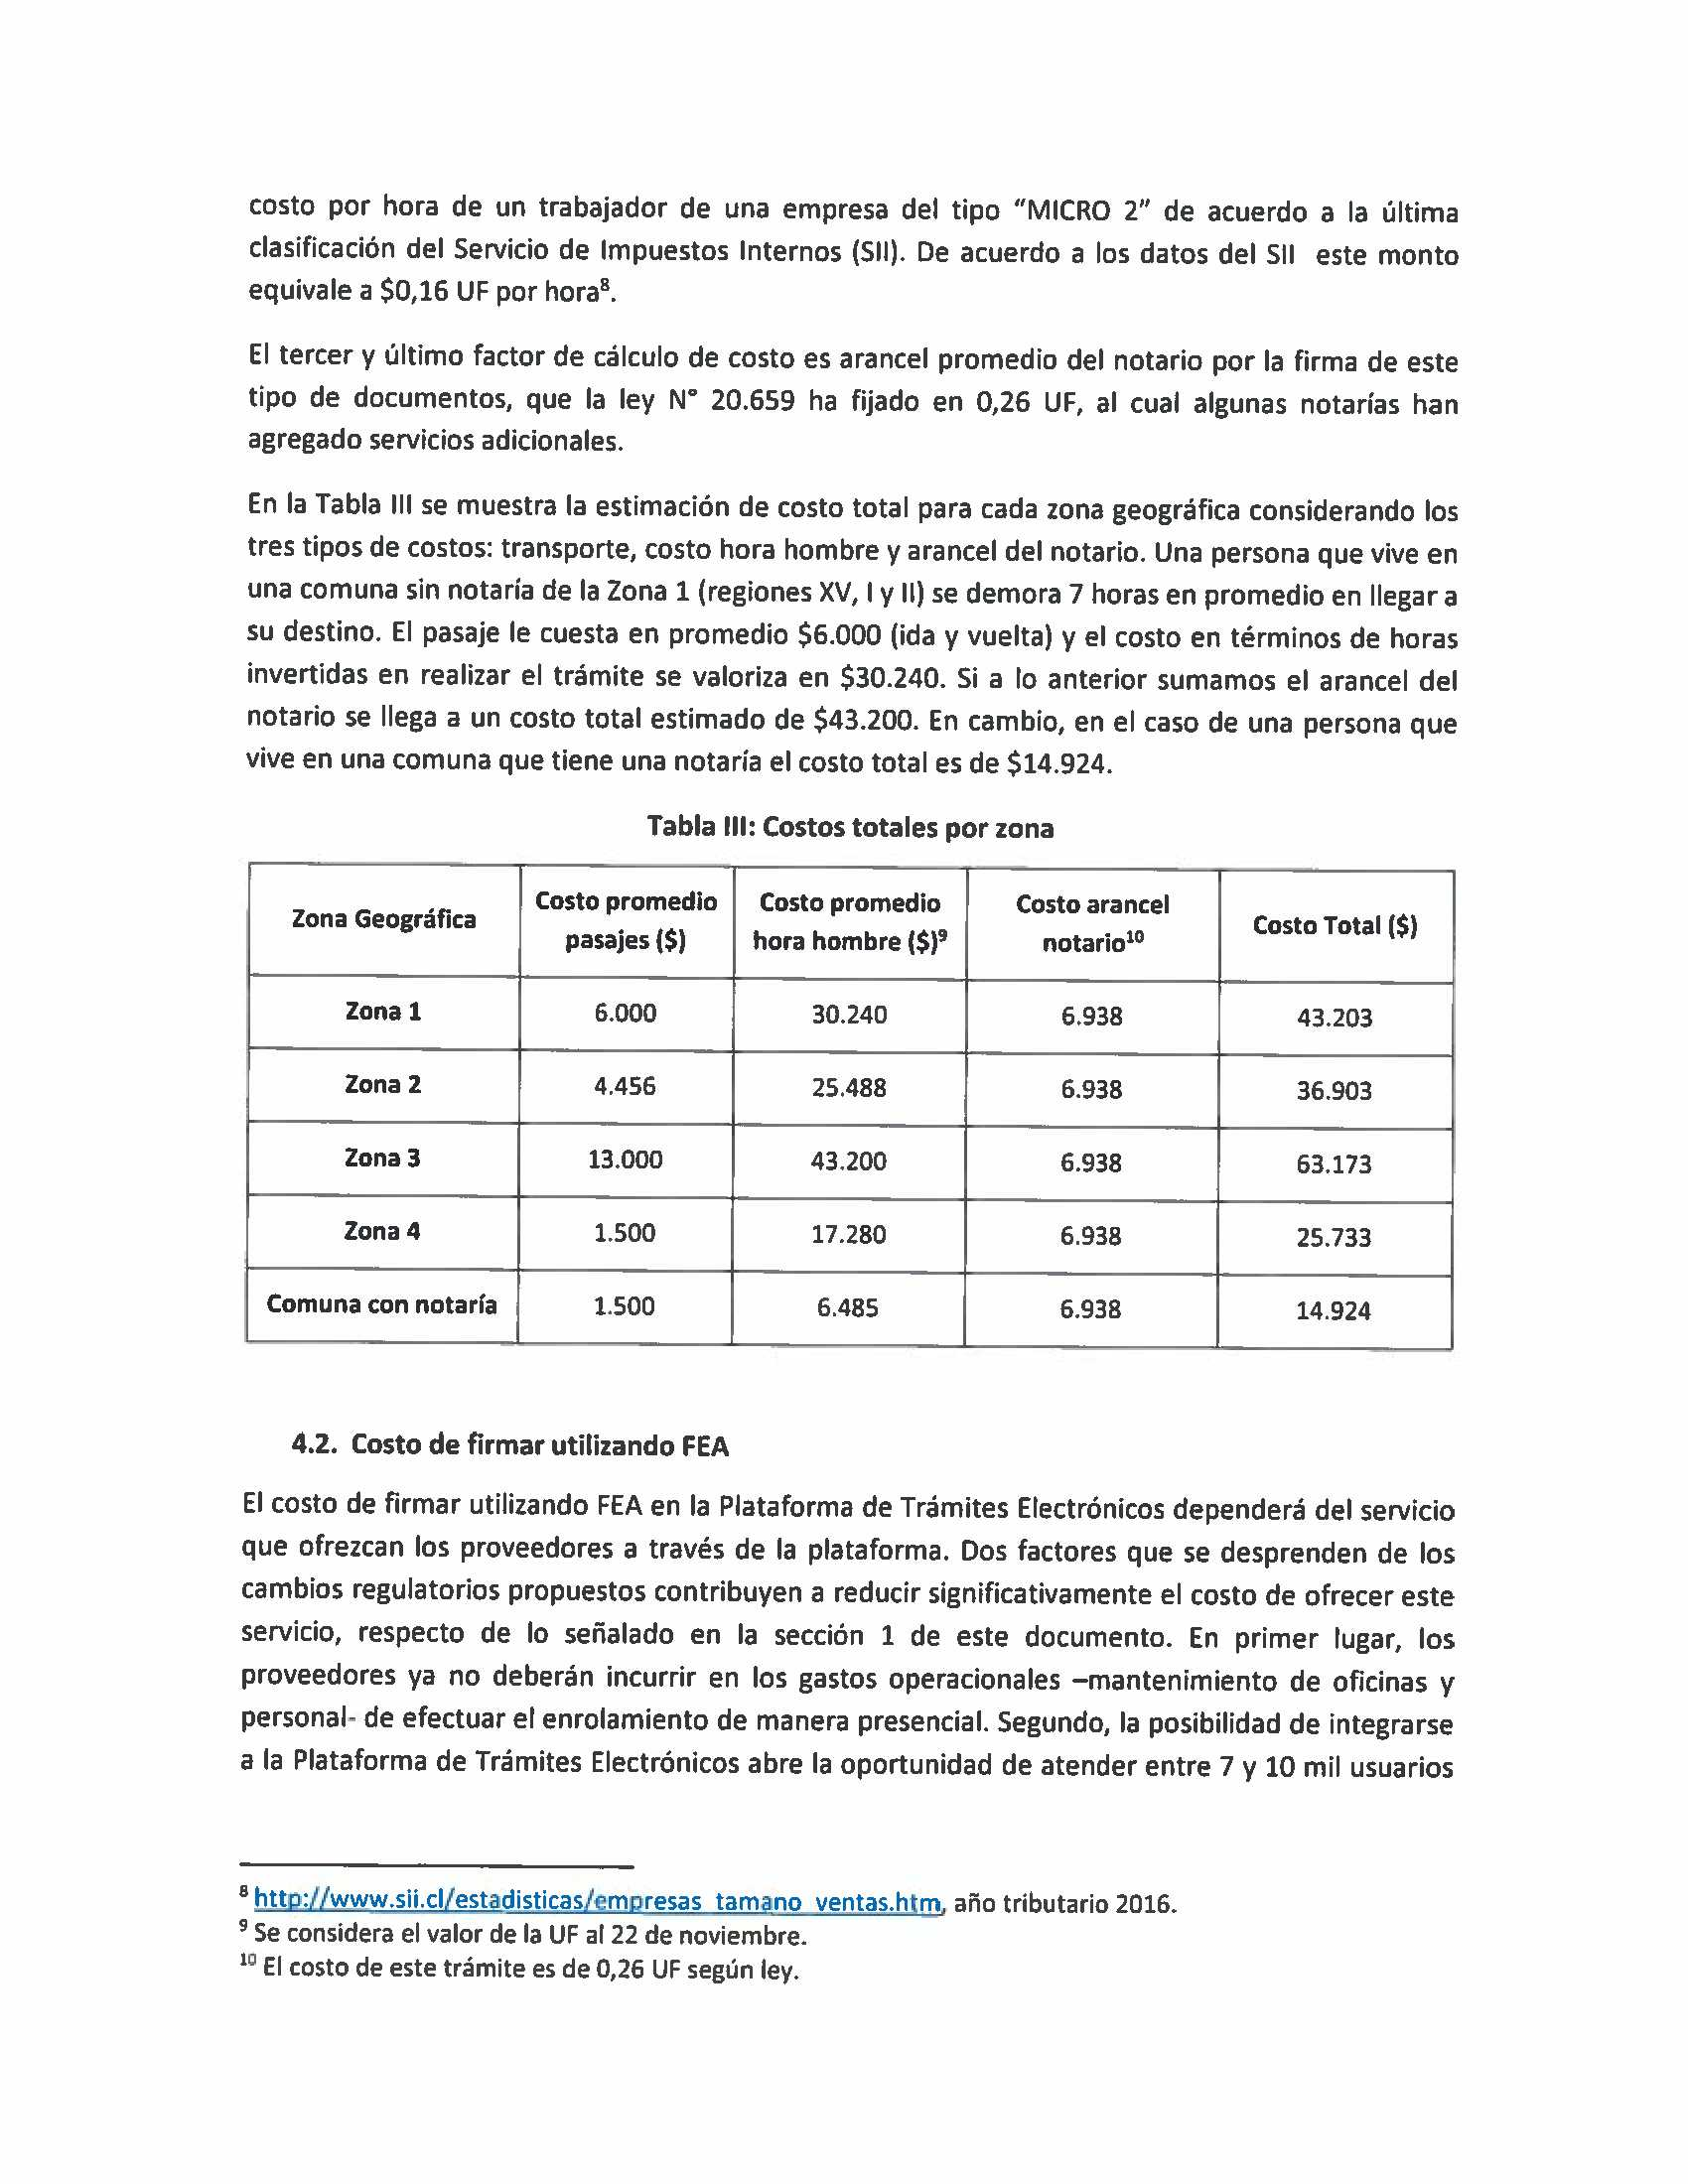 costo por hora de un trabajador de una empresa del tipo “MICRO 2” de acuerdo a la última
clasificación del Servicio de Impuestos Internos (SII). De acuerdo a los datos del SII este monto
equivale a $0,16 UF por hora⁸.
El tercer y último factor de cálculo de costo es arancel promedio del notario por la firma de este
tipo de documentos, que la ley N° 20.659 ha fijado en 0,26 UF, al cual algunas notarías han
agregado servicios adicionales.
En la Tabla III se muestra la estimación de costo total para cada zona geográfica considerando los
tres tipos de costos: transporte, costo hora hombre y arancel del notario. Una persona que vive en
una comuna sin notaría de la Zona 1 (regiones XV, I y II) se demora 7 horas en promedio en llegar a
su destino. El pasaje le cuesta en promedio $6.000 (ida y vuelta) y el costo en términos de horas
invertidas en realizar el trámite se valoriza en $30.240. Si a lo anterior sumamos el arancel del
notario se llega a un costo total estimado de $43.200. En cambio, en el caso de una persona que
vive en una comuna que tiene una notaría el costo total es de $14.924.
Tabla III: Costos totales por zona
Zona Geográfica Costo promedio pasajes ($) Costo promedio hora hombre ($)⁹ Costo arancel notario¹⁰ Costo Total ($)
Zona 1 6.000 30.240 6.938 43.203
Zona 2 4.456 25.488 6.938 36.903
Zona 3 13.000 43.200 6.938 63.173
Zona 4 1.500 17.280 6.938 25.733
Comuna con notaría 1.500 6.485 6.938 14.924
4.2. Costo de firmar utilizando FEA
El costo de firmar utilizando FEA en la Plataforma de Trámites Electrónicos dependerá del servicio
que ofrezcan los proveedores a través de la plataforma. Dos factores que se desprenden de los
cambios regulatorios propuestos contribuyen a reducir significativamente el costo de ofrecer este
servicio, respecto de lo señalado en la sección 1 de este documento. En primer lugar, los
proveedores ya no deberán incurrir en los gastos operacionales –mantenimiento de oficinas y
personal- de efectuar el enrolamiento de manera presencial. Segundo, la posibilidad de integrarse
a la Plataforma de Trámites Electrónicos abre la oportunidad de atender entre 7 y 10 mil usuarios
⁸ http://www.sii.cl/estadisticas/empresas_tamano_ventas.htm, año tributario 2016.
⁹ Se considera el valor de la UF al 22 de noviembre.
¹⁰ El costo de este trámite es de 0,26 UF según ley.